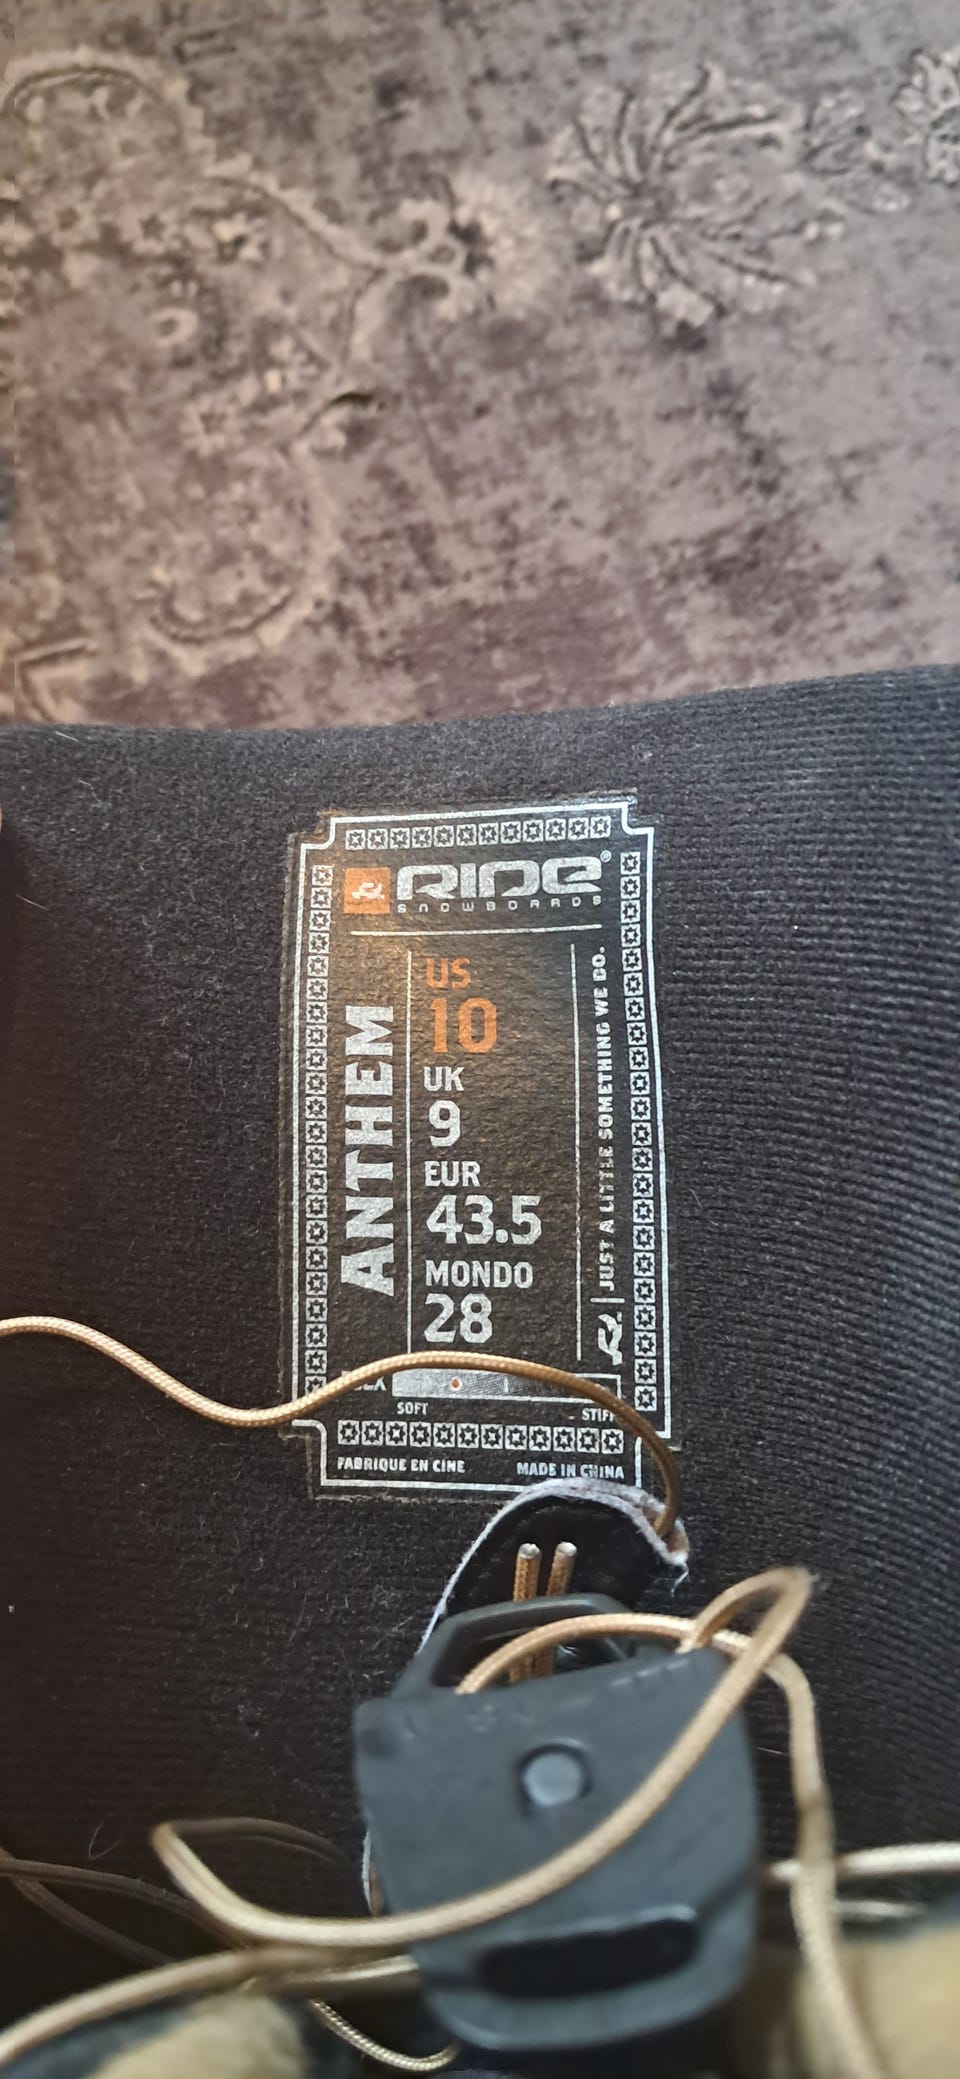 RIDE®
SNOWBOARDS
ANTHEM
US
10
UK
9
EUR
43.5
MONDO
28
JUST A LITTLE SOMETHING WE DO.
SOFT
STIFF
FABRIQUE EN CINE
MADE IN CHINA